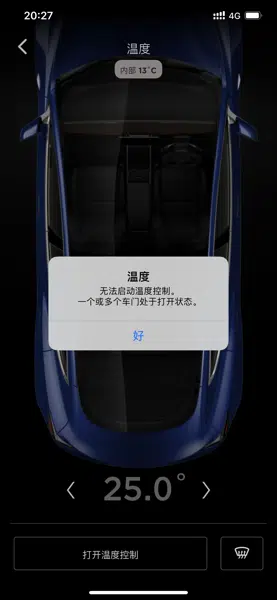 20:27
4G
温度
内部 13°C
温度
无法启动温度控制。
一个或多个车门处于打开状态。
好
25.0°
打开温度控制